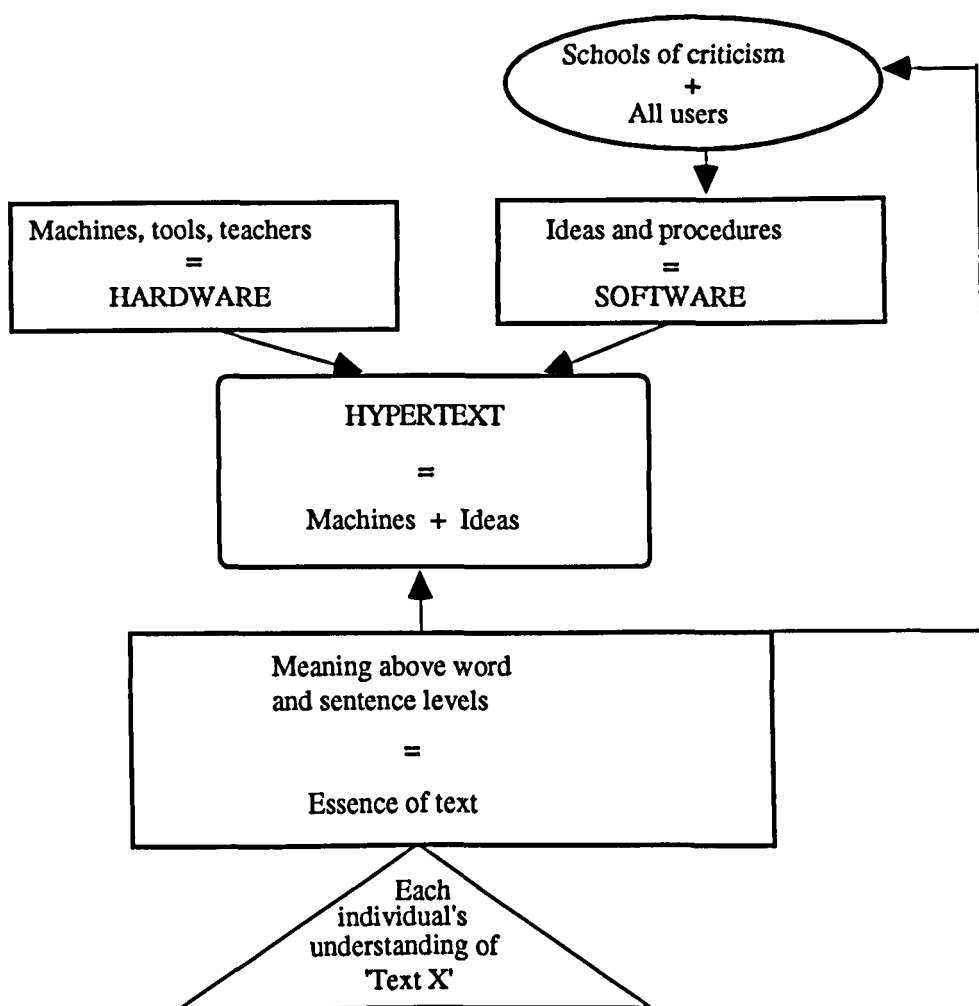 Schools of criticism
+
All users
Machines, tools, teachers
=
HARDWARE
Ideas and procedures
=
SOFTWARE
HYPERTEXT
=
Machines + Ideas
Meaning above word
and sentence levels
=
Essence of text
Each
individual's
understanding of
'Text X'